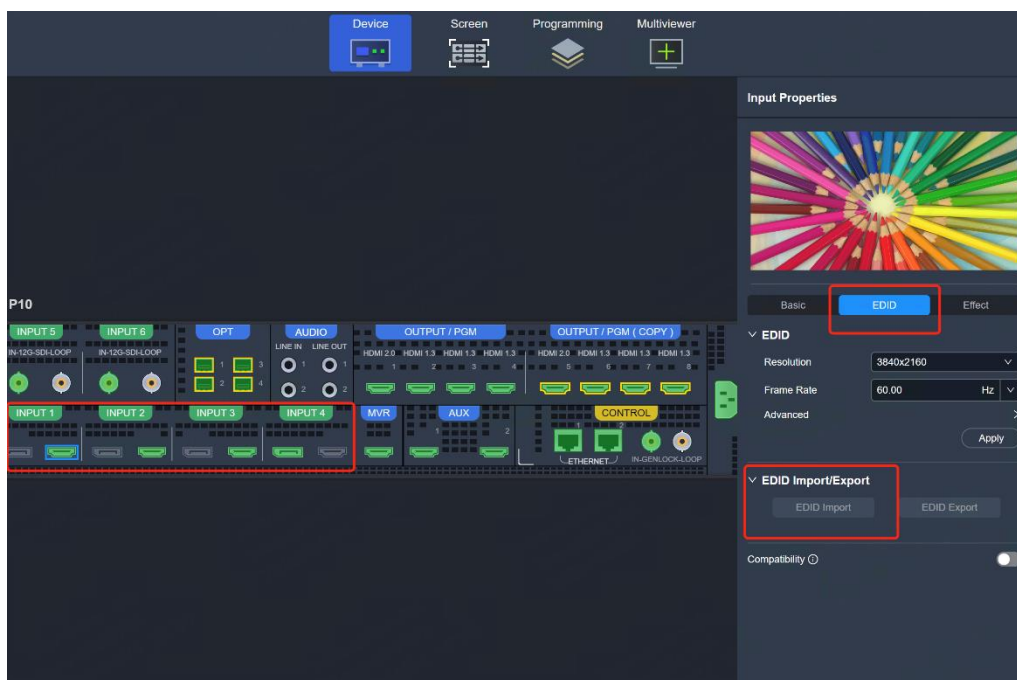 Device Screen Programming Multiviewer
Input Properties
P10
Basic EDID Effect
INPUT 5 INPUT 6 OPT AUDIO OUTPUT / PGM OUTPUT / PGM ( COPY )
IN-12G-SDI-LOOP IN-12G-SDI-LOOP LINE IN LINE OUT HDMI 2.0 HDMI 1.3 HDMI 1.3 HDMI 1.3 HDMI 2.0 HDMI 1.3 HDMI 1.3 HDMI 1.3
1 3 1 1 1 2 3 4 5 6 7 8
2 4 2 2
EDID
Resolution 3840x2160
Frame Rate 60.00 Hz
Advanced
Apply
INPUT 1 INPUT 2 INPUT 3 INPUT 4 MVR AUX CONTROL
1 2 1 2
ETHERNET IN-GENLOCK-LOOP
EDID Import/Export
EDID Import EDID Export
Compatibility